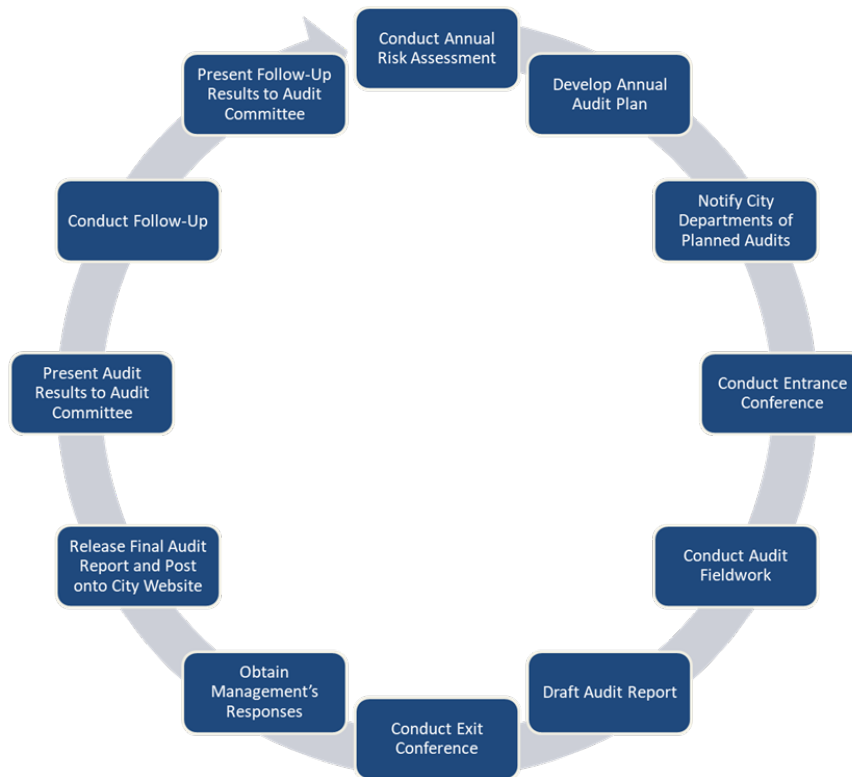 Conduct Annual
Risk Assessment
Develop Annual
Audit Plan
Notify City
Departments of
Planned Audits
Conduct Entrance
Conference
Conduct Audit
Fieldwork
Draft Audit Report
Conduct Exit
Conference
Obtain
Management’s
Responses
Release Final Audit
Report and Post
onto City Website
Present Audit
Results to Audit
Committee
Conduct Follow-Up
Present Follow-Up
Results to Audit
Committee